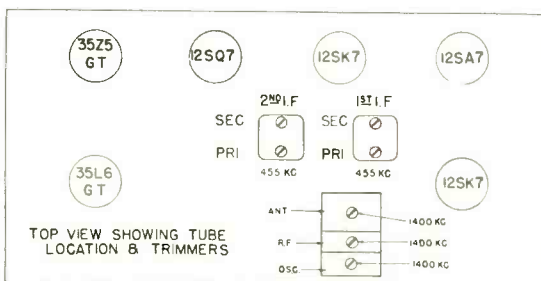 35Z5
GT
12SQ7
12SK7
12SA7
2ND I.F
1ST I.F
SEC
SEC
PRI
PRI
455 KC
455 KC
35L6
GT
12SK7
ANT
1400 KC
TOP VIEW SHOWING TUBE
LOCATION & TRIMMERS
R.F
1400 KC
OSC.
1400 KC